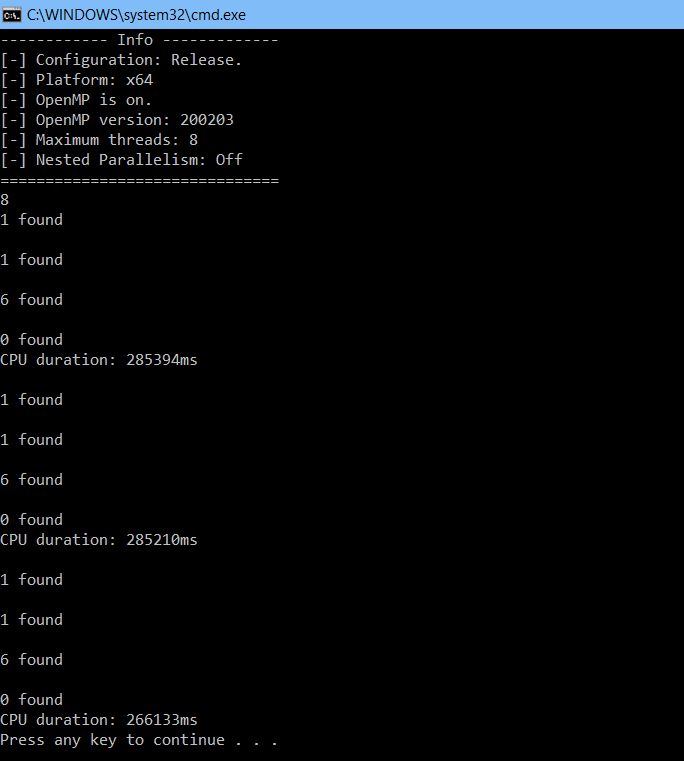 C:\WINDOWS\system32\cmd.exe
------------ Info -------------
[-] Configuration: Release.
[-] Platform: x64
[-] OpenMP is on.
[-] OpenMP version: 200203
[-] Maximum threads: 8
[-] Nested Parallelism: Off
===============================
8
1 found
1 found
6 found
0 found
CPU duration: 285394ms
1 found
1 found
6 found
0 found
CPU duration: 285210ms
1 found
1 found
6 found
0 found
CPU duration: 266133ms
Press any key to continue . . .